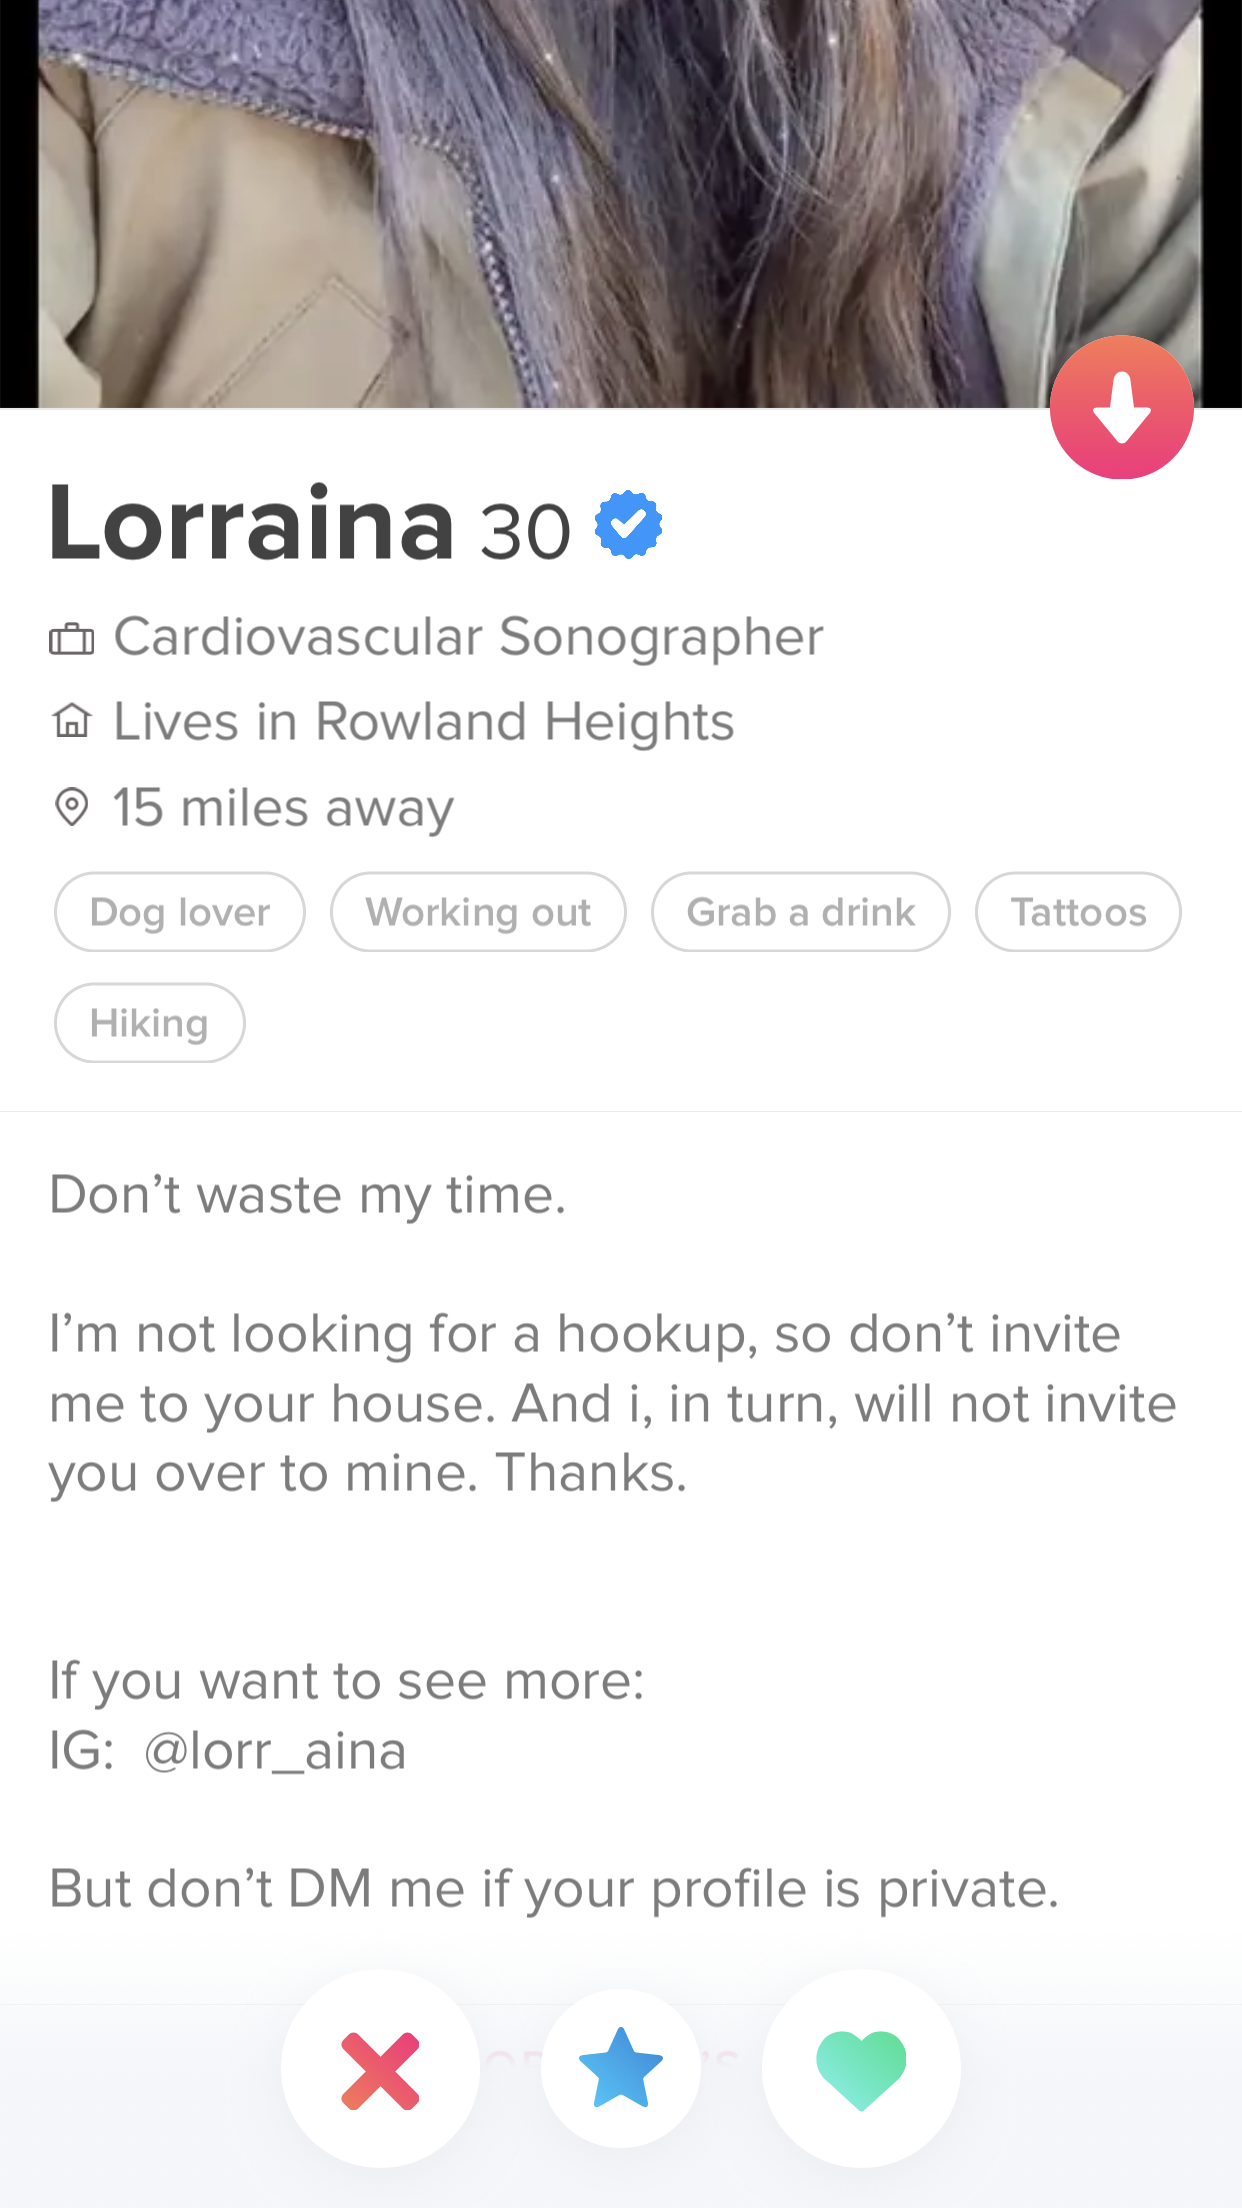 Lorraina 30
Cardiovascular Sonographer
Lives in Rowland Heights
15 miles away
Dog lover Working out Grab a drink Tattoos
Hiking
Don’t waste my time.
I’m not looking for a hookup, so don’t invite
me to your house. And i, in turn, will not invite
you over to mine. Thanks.
If you want to see more:
IG:  @lorr_aina
But don’t DM me if your profile is private.